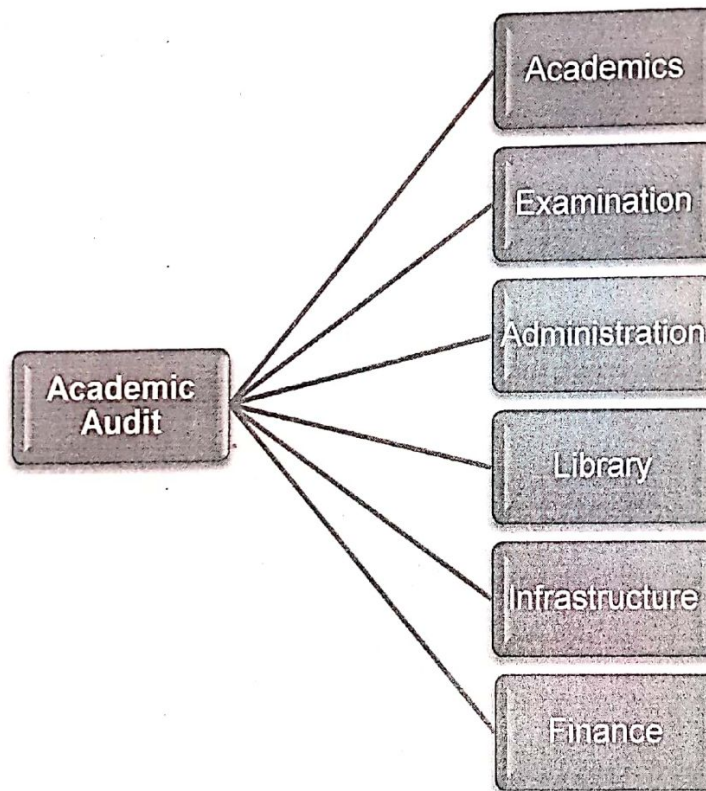 Academics
Examination
Administration
Academic
Audit
Library
Infrastructure
Finance